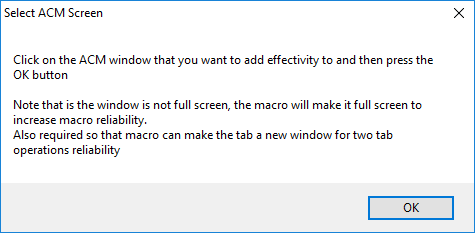 Select ACM Screen
Click on the ACM window that you want to add effectivity to and then press the
OK button
Note that is the window is not full screen, the macro will make it full screen to
increase macro reliability.
Also required so that macro can make the tab a new window for two tab
operations reliability
OK